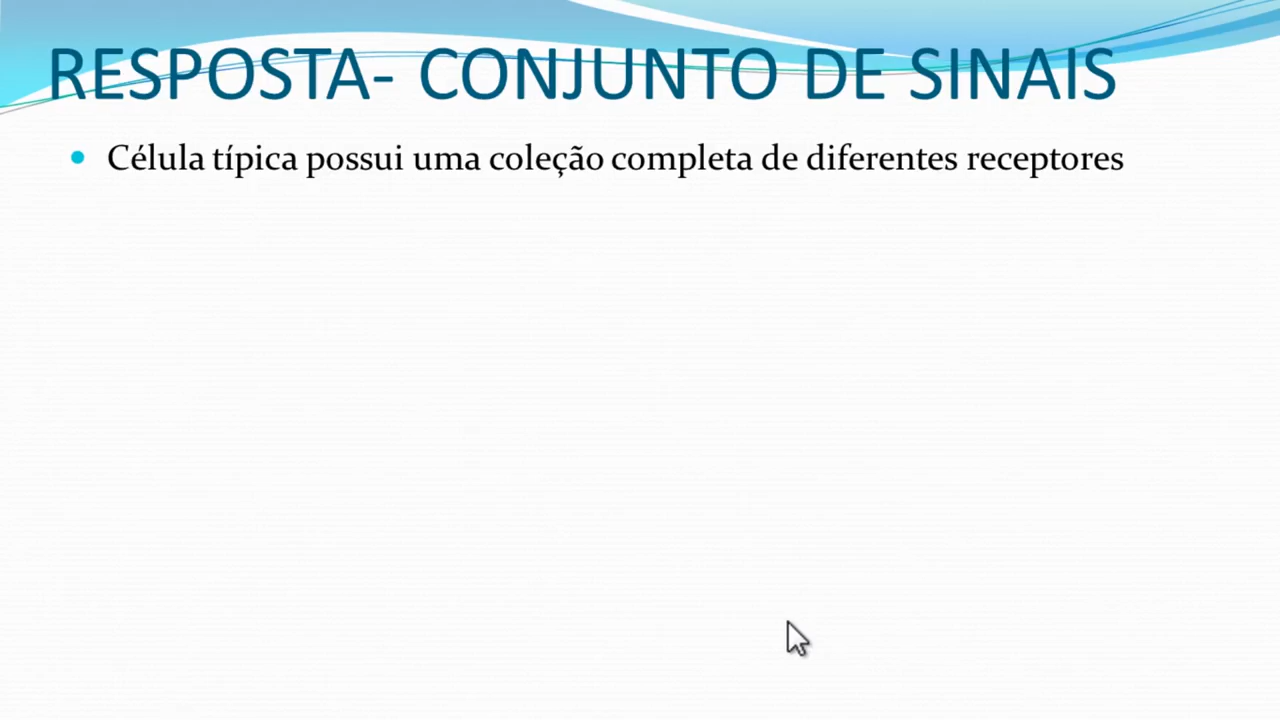 RESPOSTA- CONJUNTO DE SINAIS
Célula típica possui uma coleção completa de diferentes receptores